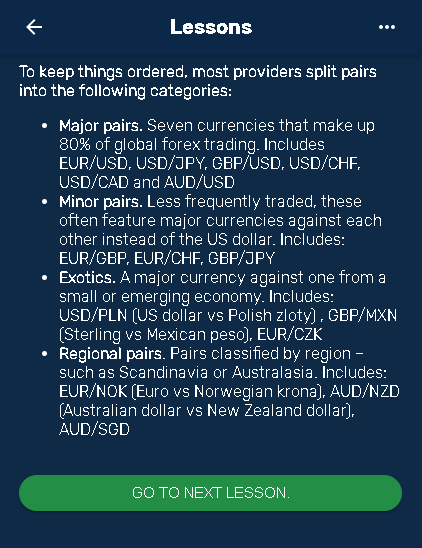 Lessons
To keep things ordered, most providers split pairs
into the following categories:
• Major pairs. Seven currencies that make up
80% of global forex trading. Includes
EUR/USD, USD/JPY, GBP/USD, USD/CHF,
USD/CAD and AUD/USD
• Minor pairs. Less frequently traded, these
often feature major currencies against each
other instead of the US dollar. Includes:
EUR/GBP, EUR/CHF, GBP/JPY
• Exotics. A major currency against one from a
small or emerging economy. Includes:
USD/PLN (US dollar vs Polish zloty) , GBP/MXN
(Sterling vs Mexican peso), EUR/CZK
• Regional pairs. Pairs classified by region –
such as Scandinavia or Australasia. Includes:
EUR/NOK (Euro vs Norwegian krona), AUD/NZD
(Australian dollar vs New Zealand dollar),
AUD/SGD
GO TO NEXT LESSON.